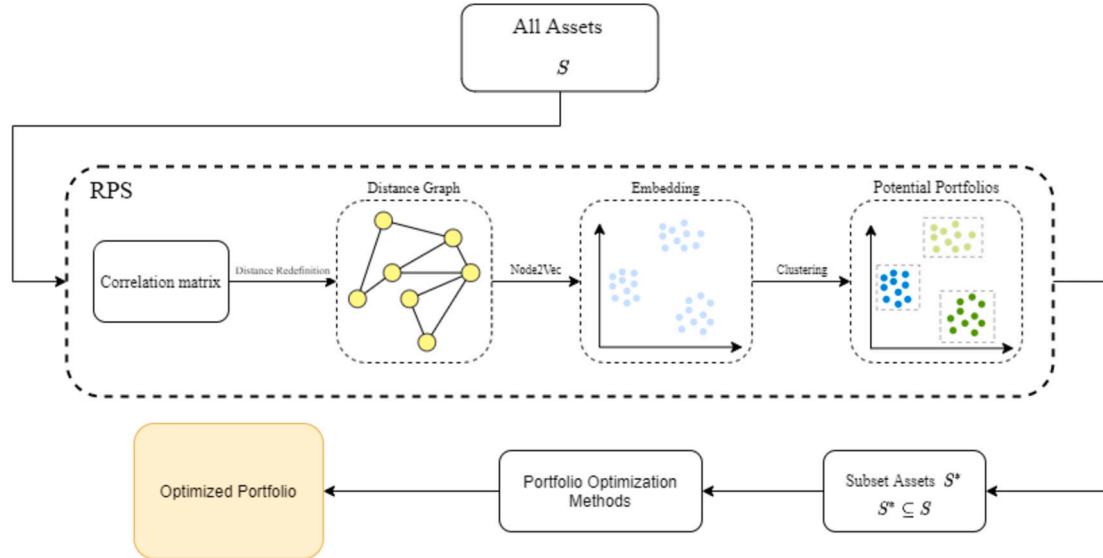 All Assets
S
RPS
Distance Graph
Embedding
Potential Portfolios
Correlation matrix
Distance Redefinition
Node2Vec
Clustering
Optimized Portfolio
Portfolio Optimization
Methods
Subset Assets S*
S* ⊆ S